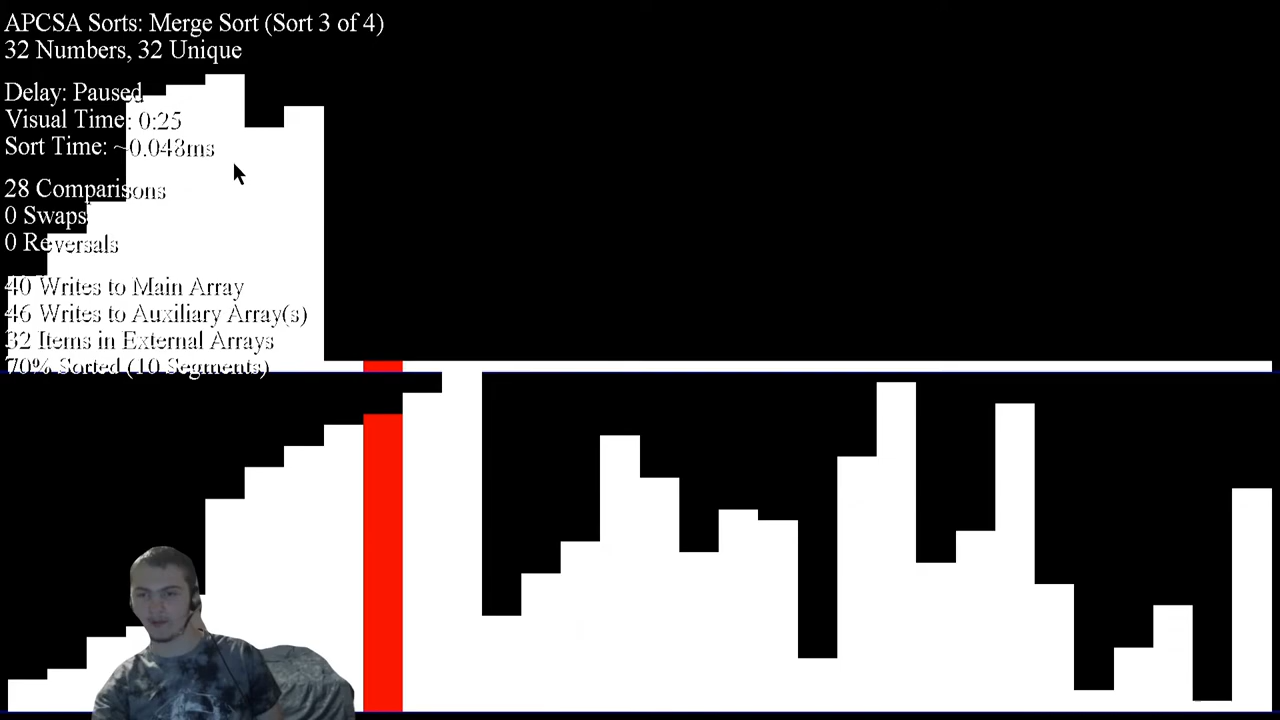 APCSA Sorts: Merge Sort (Sort 3 of 4)
32 Numbers, 32 Unique
Delay: Paused
Visual Time: 0:25
Sort Time: ~0.048ms
28 Comparisons
0 Swaps
0 Reversals
40 Writes to Main Array
46 Writes to Auxiliary Array(s)
32 Items in External Arrays
70% Sorted (10 Segments)